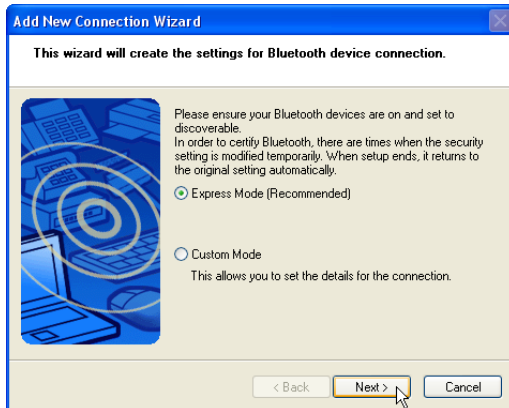 Add New Connection Wizard
This wizard will create the settings for Bluetooth device connection.
Please ensure your Bluetooth devices are on and set to
discoverable.
In order to certify Bluetooth, there are times when the security
setting is modified temporarily. When setup ends, it returns to
the original setting automatically.
Express Mode (Recommended)
Custom Mode
This allows you to set the details for the connection.
< Back Next > Cancel